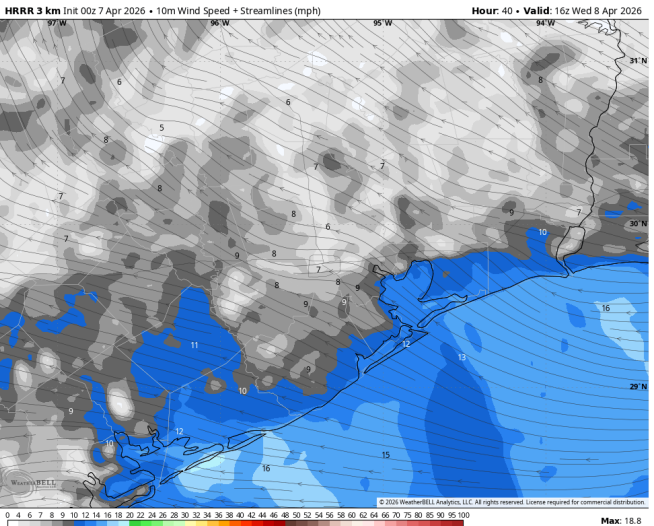 HRRR 3 km Init 00z 7 Apr 2026 • 10m Wind Speed + Streamlines (mph) Hour: 40 • Valid: 16z Wed 8 Apr 2026
97°W 96°W 95°W 94°W
31°N
8
7 6
6
5
8
7 7
8
7
9 7
8
30°N
6 10
7
9 8
7
8 8 9
9 9
16
11 12
13
29°N
9
10
9
12
10
15
16
WeatherBELL
© 2026 WeatherBELL Analytics, LLC. All rights reserved. License required for commercial distribution.
0 4 6 7 8 9 10 12 14 16 18 20 22 24 26 28 30 32 34 36 38 40 42 44 46 48 50 52 54 56 58 60 65 70 75 80 85 90 95 100
Max: 18.8